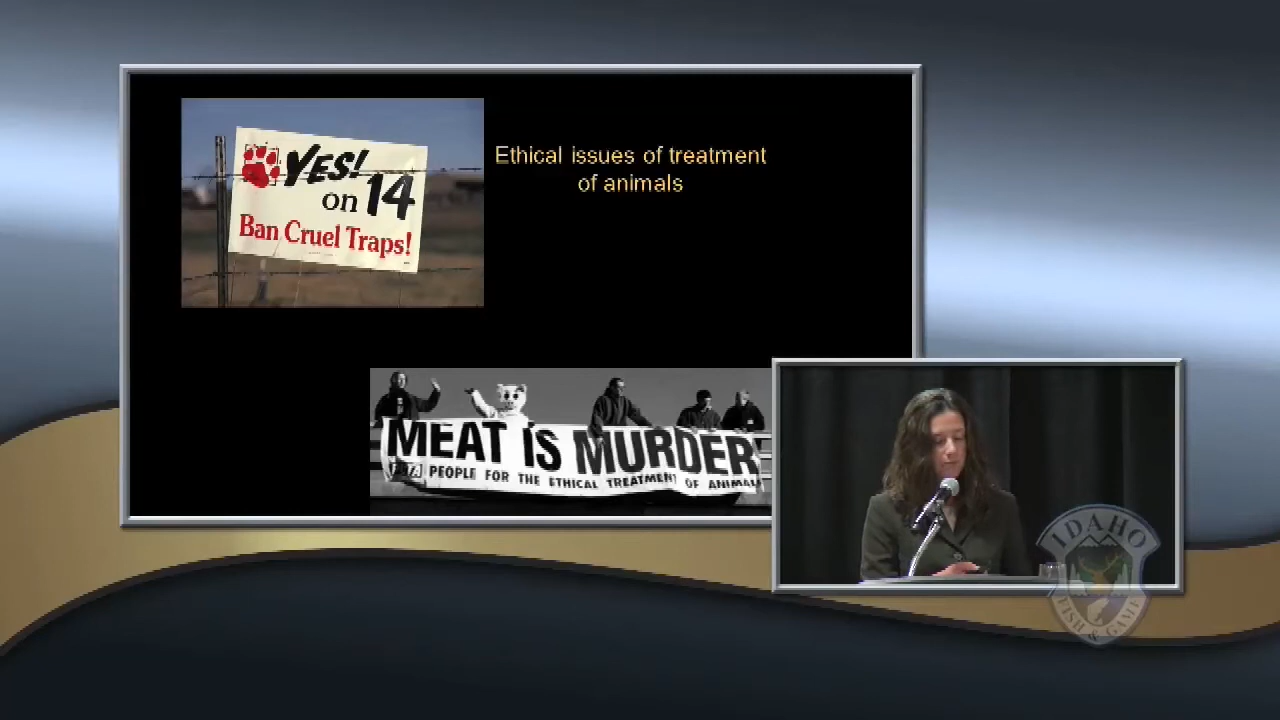 YES!
on 14
Ban Cruel Traps!
Ethical issues of treatment
of animals
MEAT IS MURDER
PEOPLE FOR THE ETHICAL TREATMENT OF ANIMALS
IDAHO
FISH & GAME